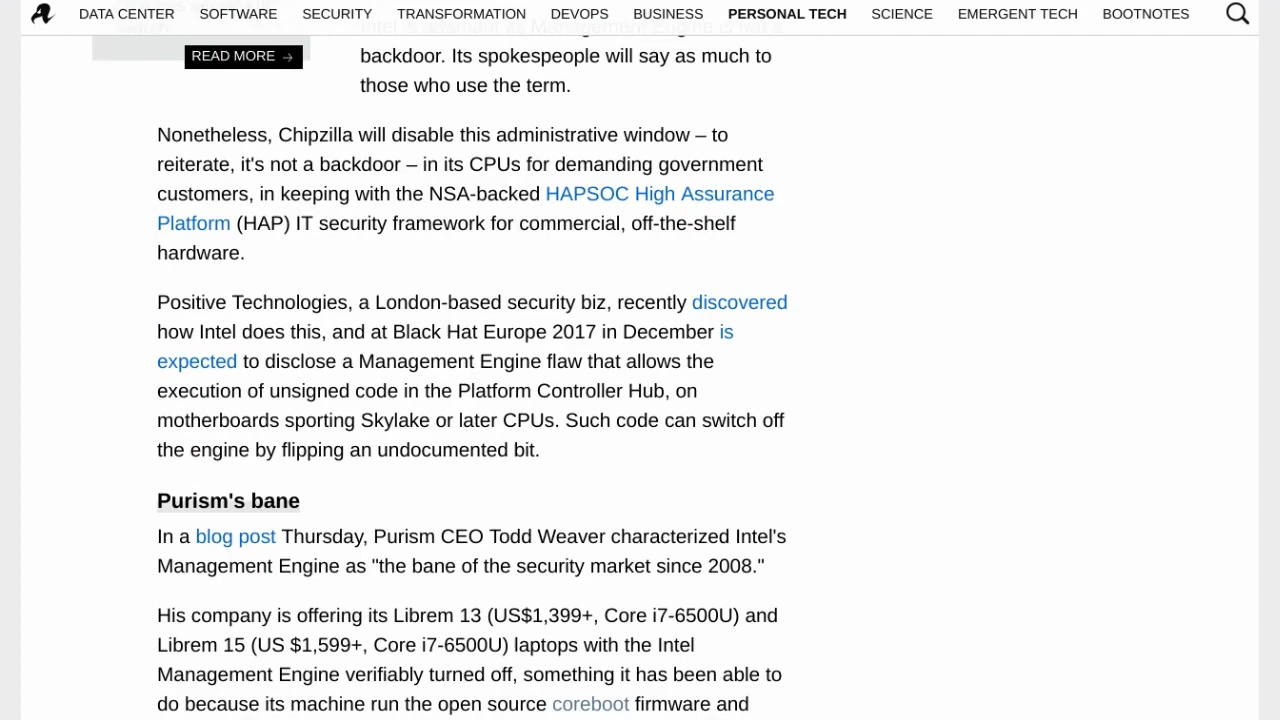 DATA CENTER SOFTWARE SECURITY TRANSFORMATION DEVOPS BUSINESS PERSONAL TECH SCIENCE EMERGENT TECH BOOTNOTES
READ MORE →
backdoor. Its spokespeople will say as much to
those who use the term.
Nonetheless, Chipzilla will disable this administrative window – to
reiterate, it's not a backdoor – in its CPUs for demanding government
customers, in keeping with the NSA-backed HAPSOC High Assurance
Platform (HAP) IT security framework for commercial, off-the-shelf
hardware.
Positive Technologies, a London-based security biz, recently discovered
how Intel does this, and at Black Hat Europe 2017 in December is
expected to disclose a Management Engine flaw that allows the
execution of unsigned code in the Platform Controller Hub, on
motherboards sporting Skylake or later CPUs. Such code can switch off
the engine by flipping an undocumented bit.
Purism's bane
In a blog post Thursday, Purism CEO Todd Weaver characterized Intel's
Management Engine as "the bane of the security market since 2008."
His company is offering its Librem 13 (US$1,399+, Core i7-6500U) and
Librem 15 (US $1,599+, Core i7-6500U) laptops with the Intel
Management Engine verifiably turned off, something it has been able to
do because its machine run the open source coreboot firmware and